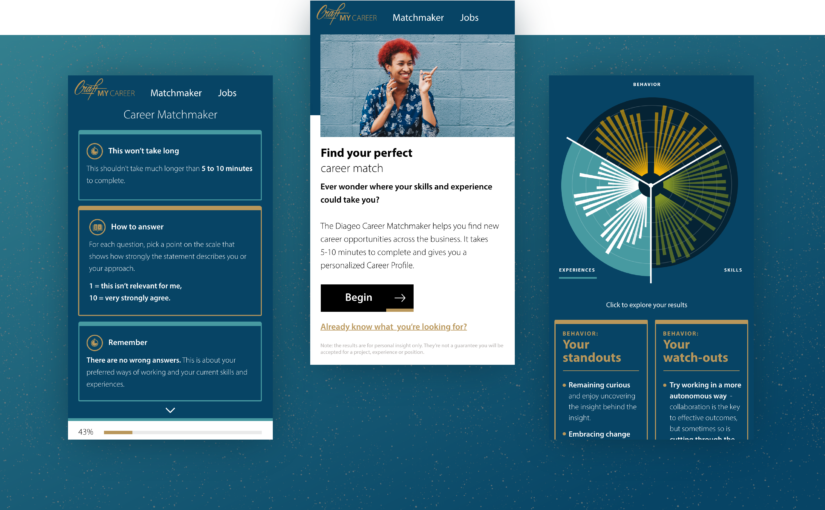 Craft MY CAREER Matchmaker Jobs
Career Matchmaker
This won't take long
This shouldn't take much longer than 5 to 10 minutes
to complete.
How to answer
For each question, pick a point on the scale that
shows how strongly the statement describes you or
your approach.
1 = this isn't relevant for me,
10 = very strongly agree.
Remember
There are no wrong answers. This is about your
preferred ways of working and your current skills and
experiences.
43%
Craft MY CAREER Matchmaker Jobs
Find your perfect
career match
Ever wonder where your skills and experience
could take you?
The Diageo Career Matchmaker helps you find new
career opportunities across the business. It takes
5-10 minutes to complete and gives you a
personalized Career Profile.
Begin
Already know what you're looking for?
Note: the results are for personal insight only. They're not a guarantee you will be
accepted for a project, experience or position.
BEHAVIOR
EXPERIENCES
SKILLS
Click to explore your results
BEHAVIOR:
Your
standouts
Remaining curious
and enjoy uncovering
the insight behind the
insight.
Embracing change
BEHAVIOR:
Your
watch-outs
Try working in a more
autonomous way –
collaboration is the key
to effective outcomes,
but sometimes so is
cutting through the